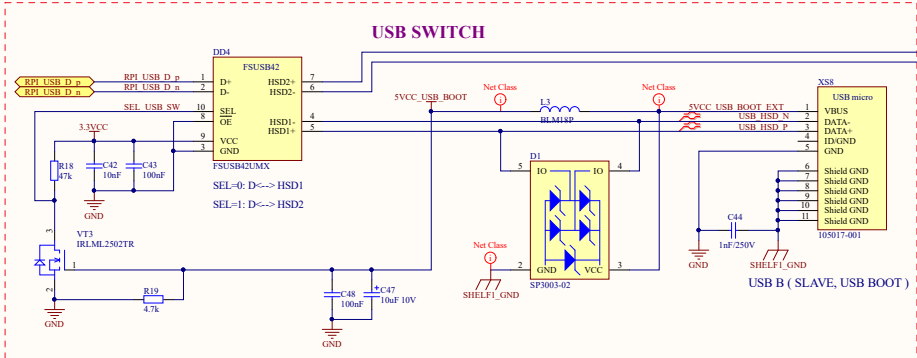 USB SWITCH
DD4
FSUSB42
RPI_USB_D_p
RPI_USB_D_p
1
D+
HSD2+
7
RPI_USB_D_n
RPI_USB_D_n
2
D-
HSD2-
6
SEL_USB_SW
10
SEL
8
OE
HSD1-
4
HSD1+
5
3.3VCC
9
VCC
3
GND
FSUSB42UMX
R18
47k
C42
10nF
C43
100nF
GND
SEL=0: D<--> HSD1
SEL=1: D<--> HSD2
VT3
IRLML2502TR
3
1
2
R19
4.7k
GND
C48
100nF
C47
10uF 10V
+
GND
5VCC_USB_BOOT
Net Class
i
L3
BLM18P
Net Class
i
5VCC_USB_BOOT_EXT
USB_HSD_N
USB_HSD_P
D1
5
IO
IO
4
2
GND
VCC
3
SP3003-02
Net Class
i
SHELF1_GND
XS8
USB micro
1
VBUS
2
DATA-
3
DATA+
4
ID/GND
5
GND
6
Shield GND
7
Shield GND
8
Shield GND
9
Shield GND
10
Shield GND
11
Shield GND
105017-001
C44
1nF/250V
GND
SHELF1_GND
USB B ( SLAVE, USB BOOT )